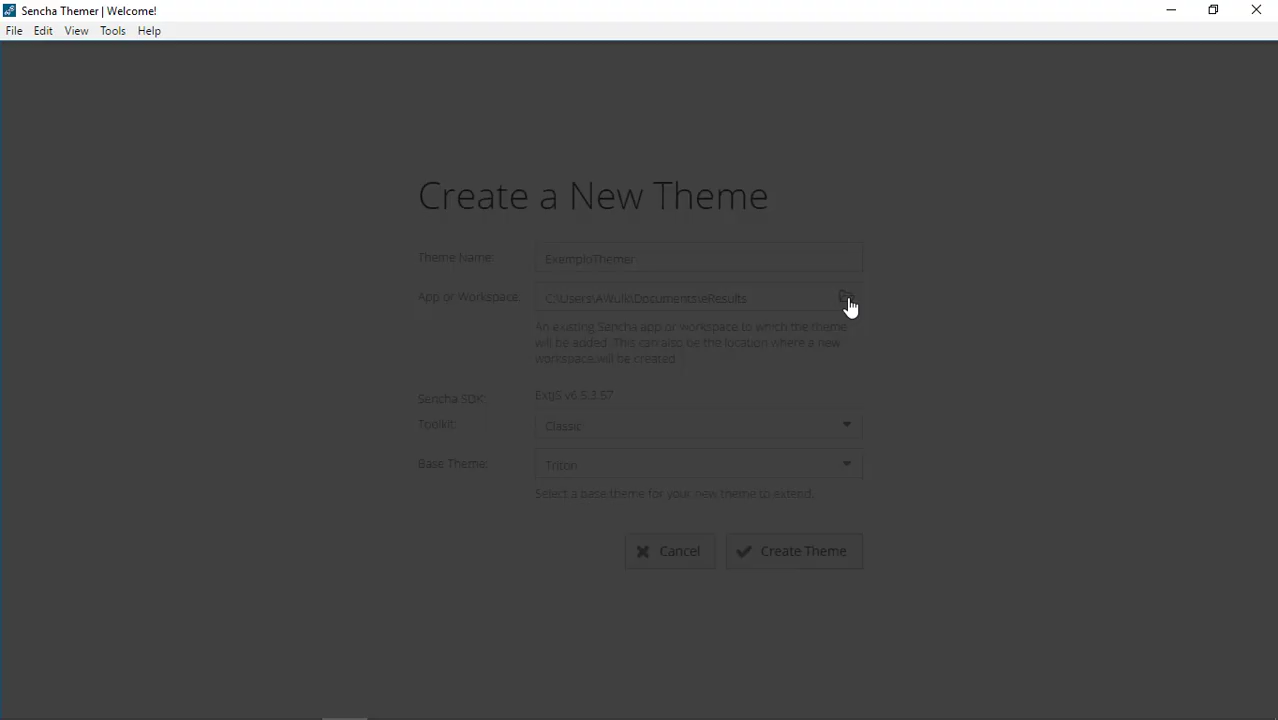 Sencha Themer | Welcome!
File Edit View Tools Help
Create a New Theme
Theme Name: ExemploThemer
App or Workspace: C:\Users\AWulk\Documents\eResults
An existing Sencha app or workspace to which the theme
will be added. This can also be the location where a new
workspace will be created.
Sencha SDK: ExtJS v6.5.3.57
Toolkit: Classic
Base Theme: Triton
Select a base theme for your new theme to extend.
Cancel Create Theme